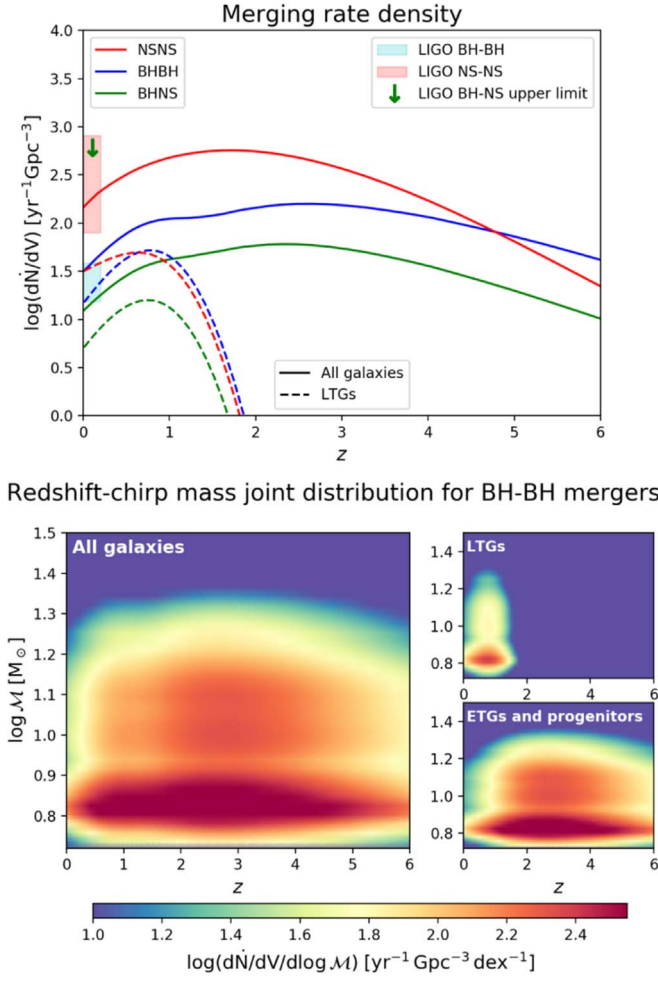 Merging rate density
4.0
3.5
3.0
2.5
2.0
1.5
1.0
0.5
0.0
log(dṄ/dV) [yr⁻¹Gpc⁻³]
NSNS
BHBH
BHNS
LIGO BH-BH
LIGO NS-NS
LIGO BH-NS upper limit
All galaxies
LTGs
0 1 2 3 4 5 6
z
Redshift-chirp mass joint distribution for BH-BH mergers
1.5
1.4
1.3
1.2
1.1
1.0
0.9
0.8
log ℳ [M⊙]
All galaxies
0 1 2 3 4 5 6
z
LTGs
1.4
1.2
1.0
0.8
0 2 4 6
ETGs and progenitors
1.4
1.2
1.0
0.8
0 2 4 6
z
1.0 1.2 1.4 1.6 1.8 2.0 2.2 2.4
log(dṄ/dV/dlog ℳ) [yr⁻¹ Gpc⁻³ dex⁻¹]